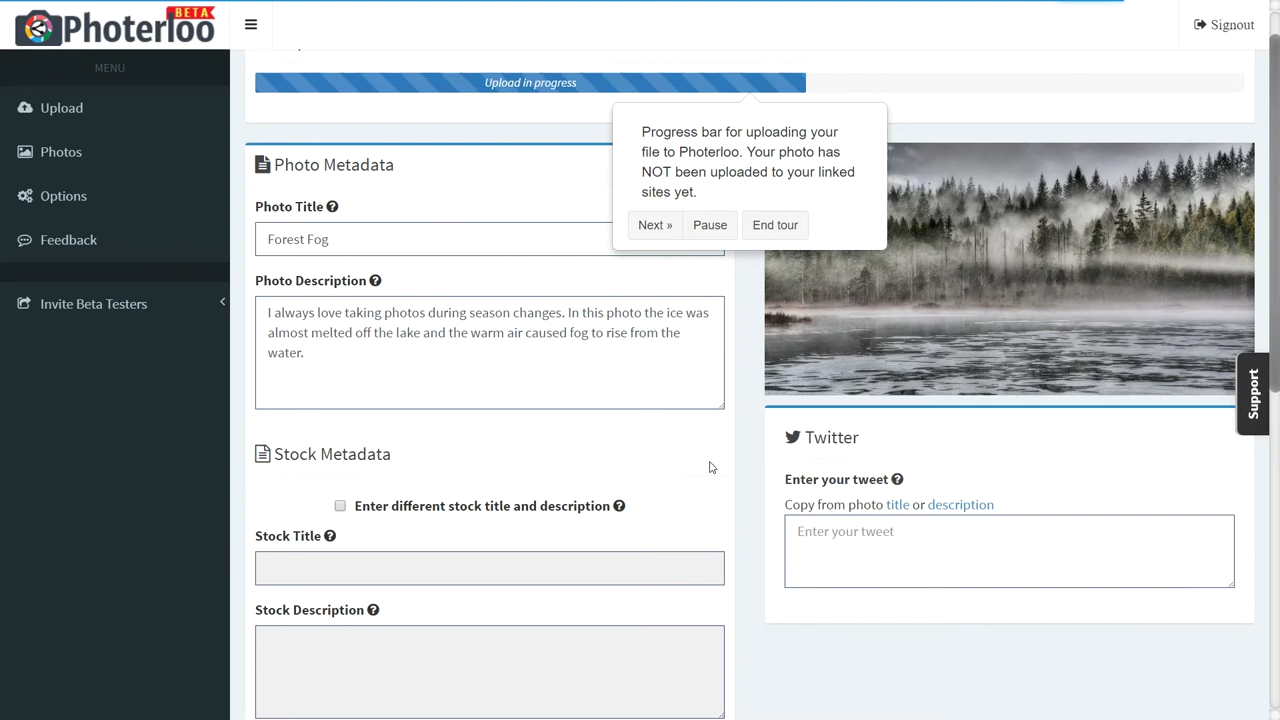 BETA
Photerloo
Signout
MENU
Upload
Photos
Options
Feedback
Invite Beta Testers
Upload in progress
Progress bar for uploading your
file to Photerloo. Your photo has
NOT been uploaded to your linked
sites yet.
Next »
Pause
End tour
Photo Metadata
Photo Title
Forest Fog
Photo Description
I always love taking photos during season changes. In this photo the ice was
almost melted off the lake and the warm air caused fog to rise from the
water.
Stock Metadata
Enter different stock title and description
Stock Title
Stock Description
Twitter
Enter your tweet
Copy from photo title or description
Enter your tweet
Support